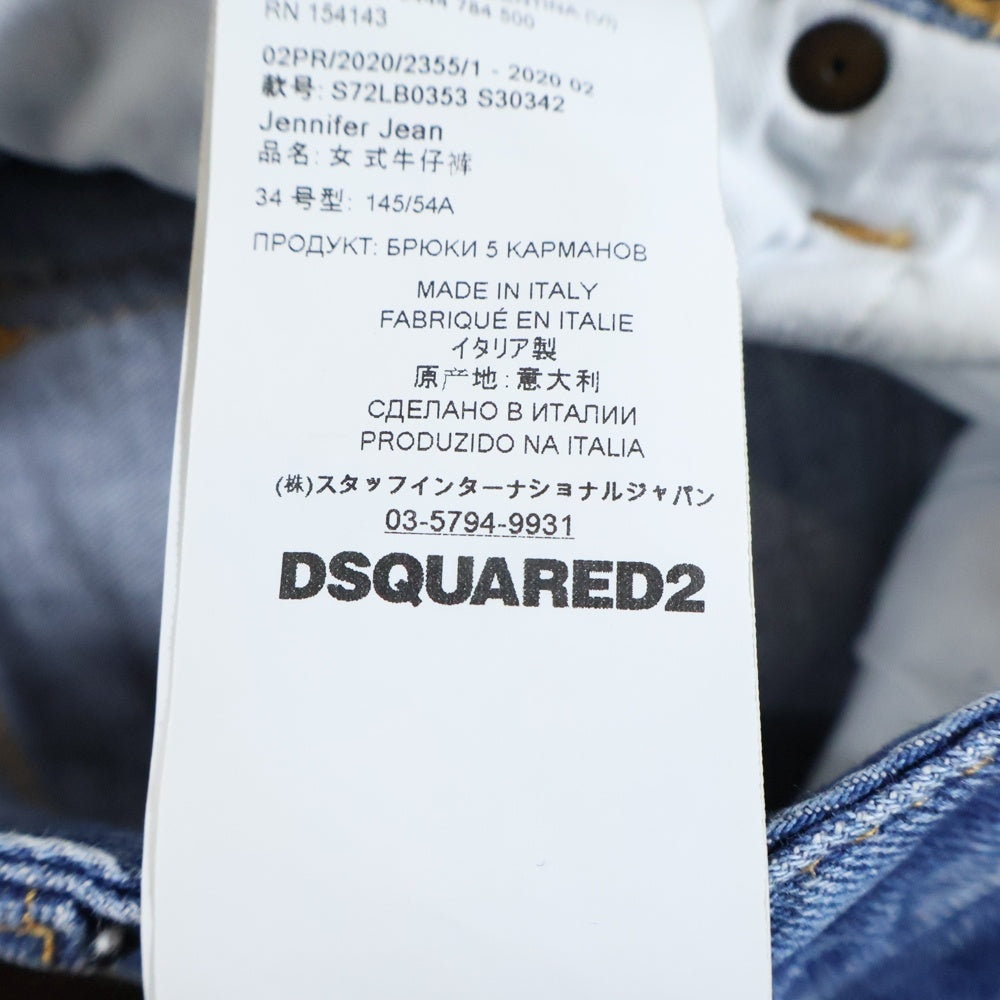 RN 154143
02PR/2020/2355/1 - 2020 02
款号: S72LB0353 S30342
Jennifer Jean
品名: 女 式牛仔裤
34 号型: 145/54A
ПРОДУКТ: БРЮКИ 5 КАРМАНОВ
MADE IN ITALY
FABRIQUÉ EN ITALIE
イタリア製
原产地: 意大利
СДЕЛАНО В ИТАЛИИ
PRODUZIDO NA ITALIA
(株)スタッフインターナショナルジャパン
03-5794-9931
DSQUARED2